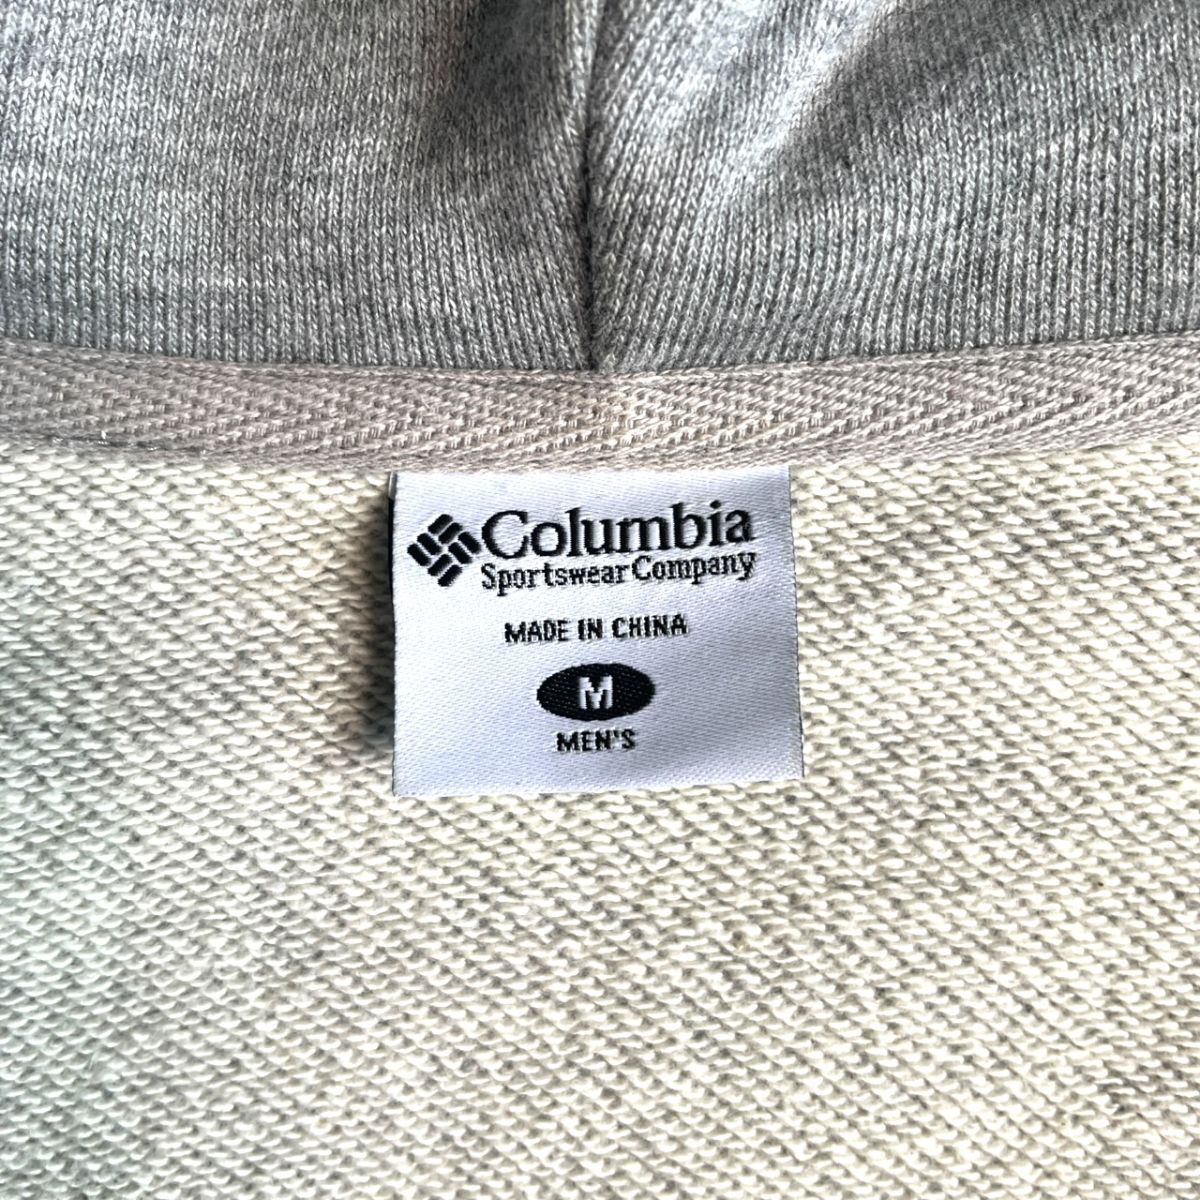 Columbia
Sportswear Company
MADE IN CHINA
M
MEN'S